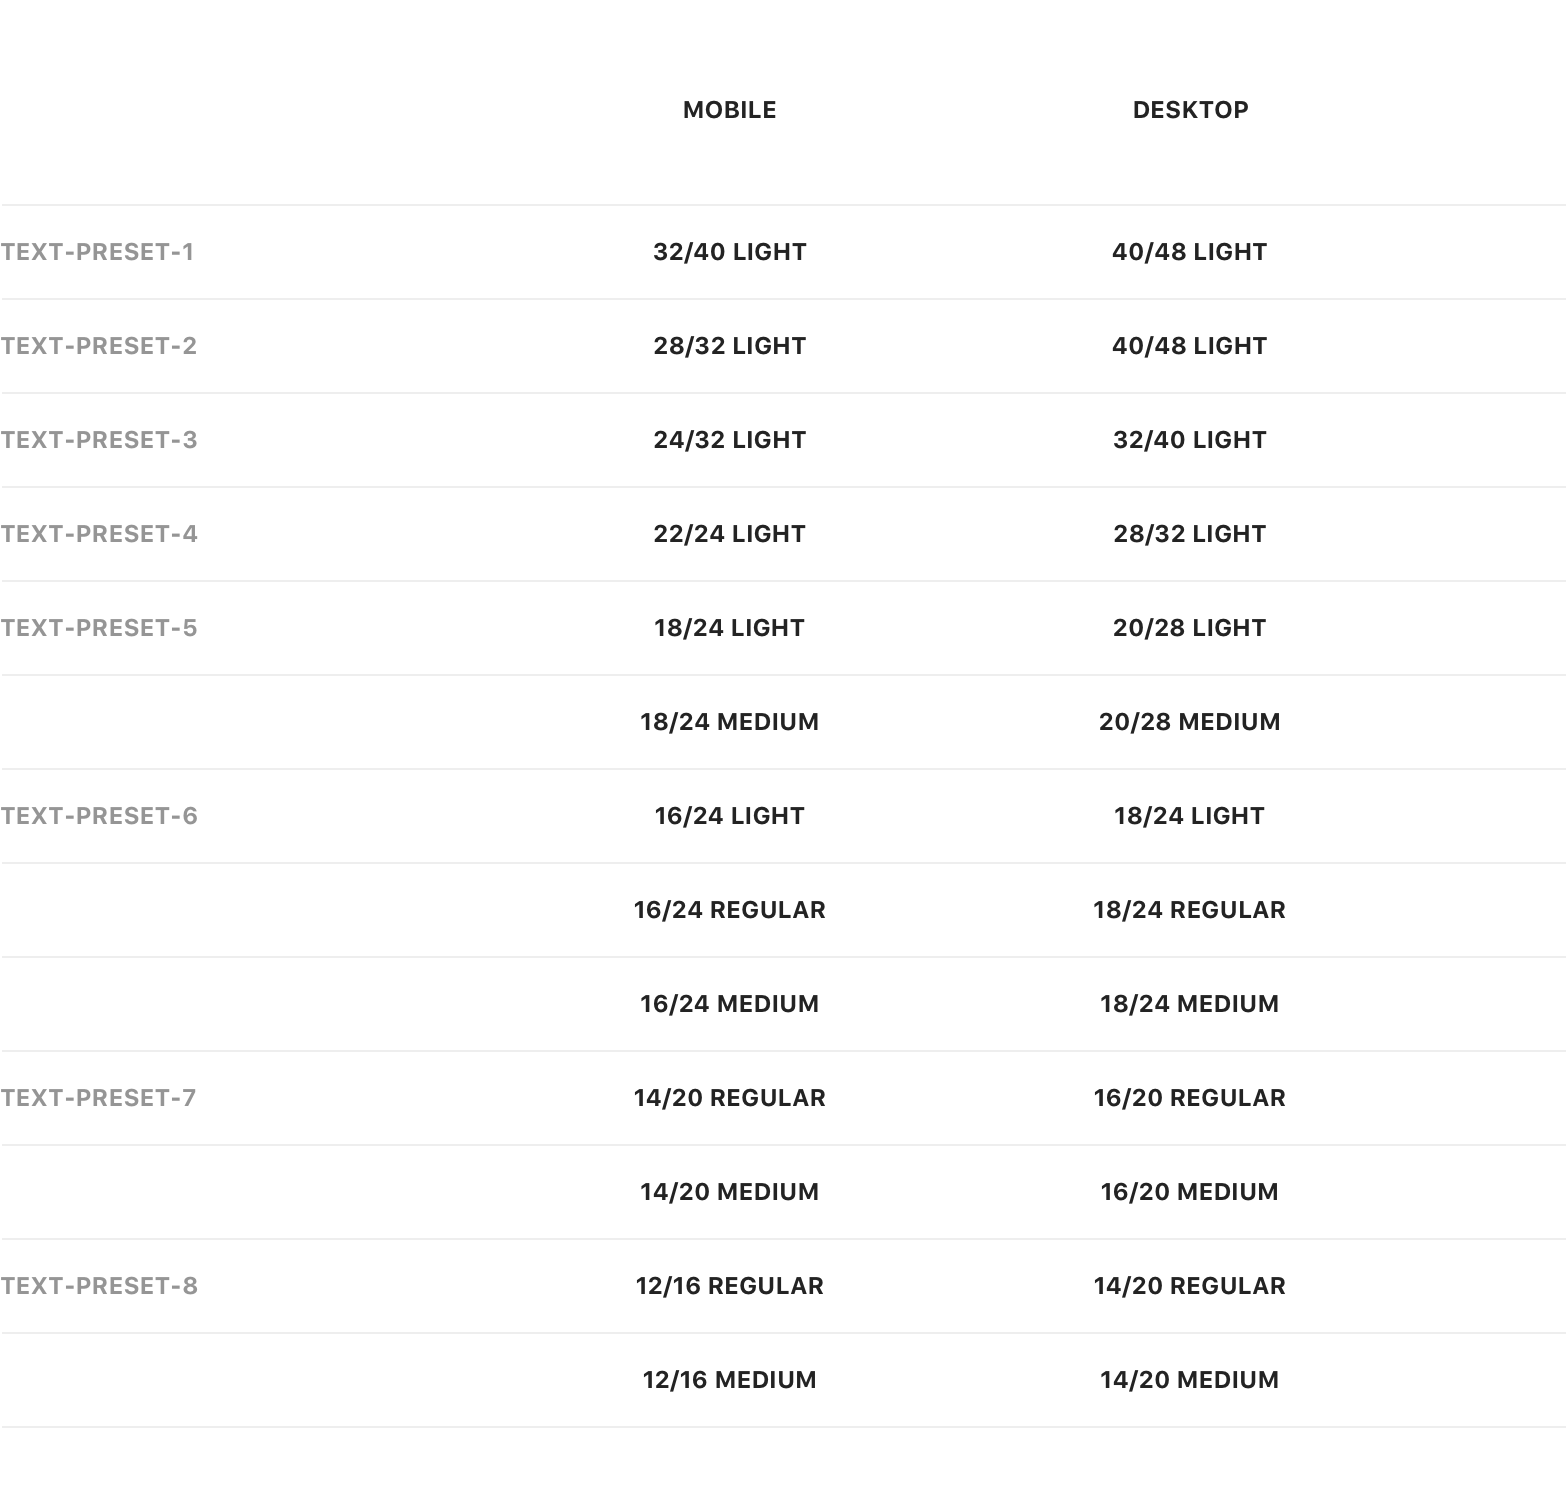 MOBILE DESKTOP
TEXT-PRESET-1 32/40 LIGHT 40/48 LIGHT
TEXT-PRESET-2 28/32 LIGHT 40/48 LIGHT
TEXT-PRESET-3 24/32 LIGHT 32/40 LIGHT
TEXT-PRESET-4 22/24 LIGHT 28/32 LIGHT
TEXT-PRESET-5 18/24 LIGHT 20/28 LIGHT
18/24 MEDIUM 20/28 MEDIUM
TEXT-PRESET-6 16/24 LIGHT 18/24 LIGHT
16/24 REGULAR 18/24 REGULAR
16/24 MEDIUM 18/24 MEDIUM
TEXT-PRESET-7 14/20 REGULAR 16/20 REGULAR
14/20 MEDIUM 16/20 MEDIUM
TEXT-PRESET-8 12/16 REGULAR 14/20 REGULAR
12/16 MEDIUM 14/20 MEDIUM